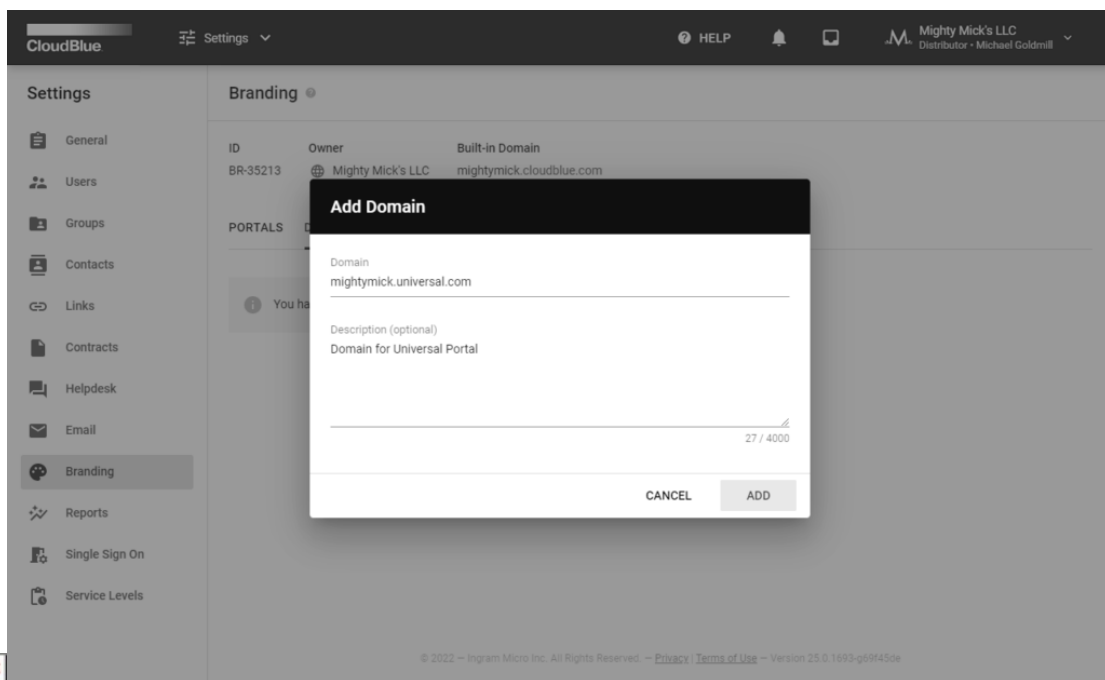 CloudBlue
Settings
HELP
Mighty Mick's LLC
Distributor • Michael Goldmill
Settings
General
Users
Groups
Contacts
Links
Contracts
Helpdesk
Email
Branding
Reports
Single Sign On
Service Levels
Branding
ID Owner Built-in Domain
BR-35213 Mighty Mick's LLC mightymick.cloudblue.com
PORTALS
You ha
Add Domain
Domain
mightymick.universal.com
Description (optional)
Domain for Universal Portal
27 / 4000
CANCEL ADD
© 2022 — Ingram Micro Inc. All Rights Reserved. — Privacy | Terms of Use — Version 25.0.1693-g69f45de